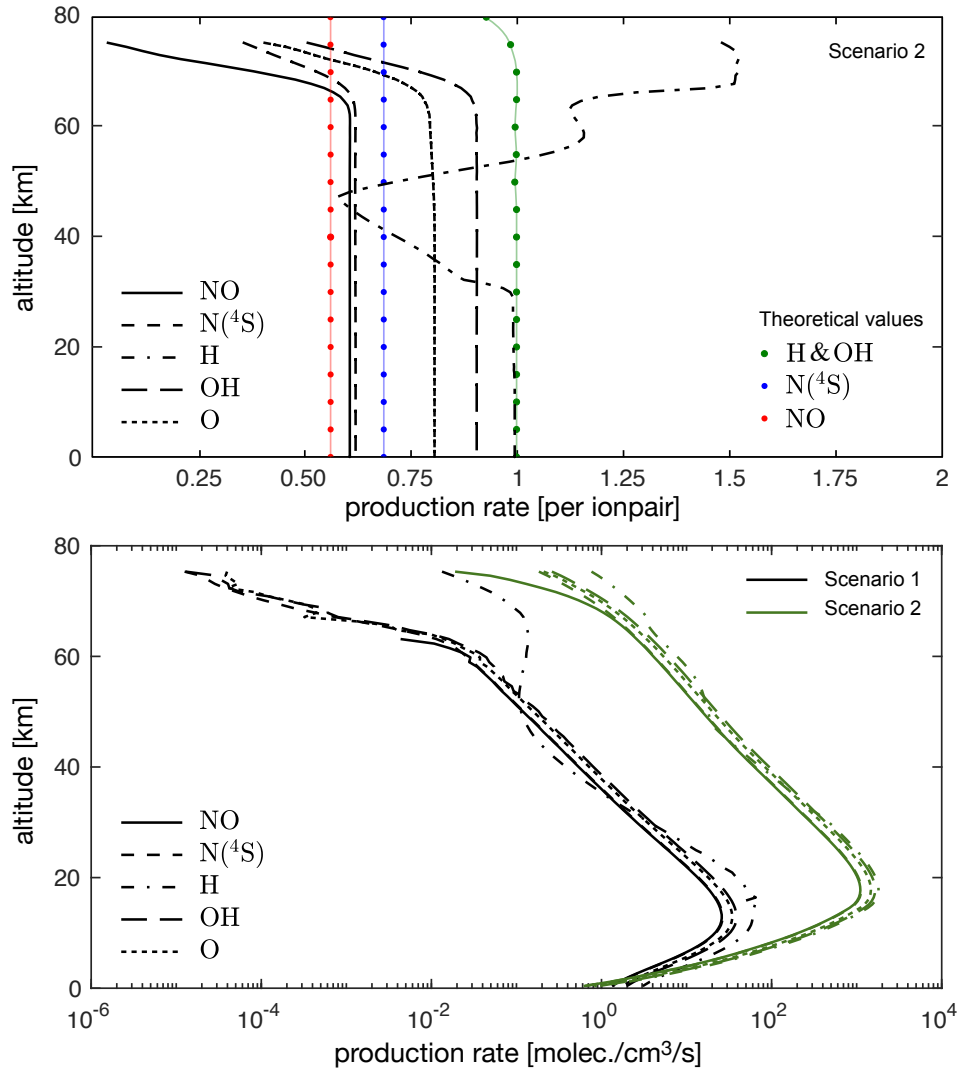 80
60
40
20
0
altitude [km]
Scenario 2
NO
N(⁴S)
H
OH
O
Theoretical values
H&OH
N(⁴S)
NO
0.25
0.50
0.75
1
1.25
1.5
1.75
2
production rate [per ionpair]
80
60
40
20
0
altitude [km]
Scenario 1
Scenario 2
NO
N(⁴S)
H
OH
O
10⁻⁶
10⁻⁴
10⁻²
10⁰
10²
10⁴
production rate [molec./cm³/s]